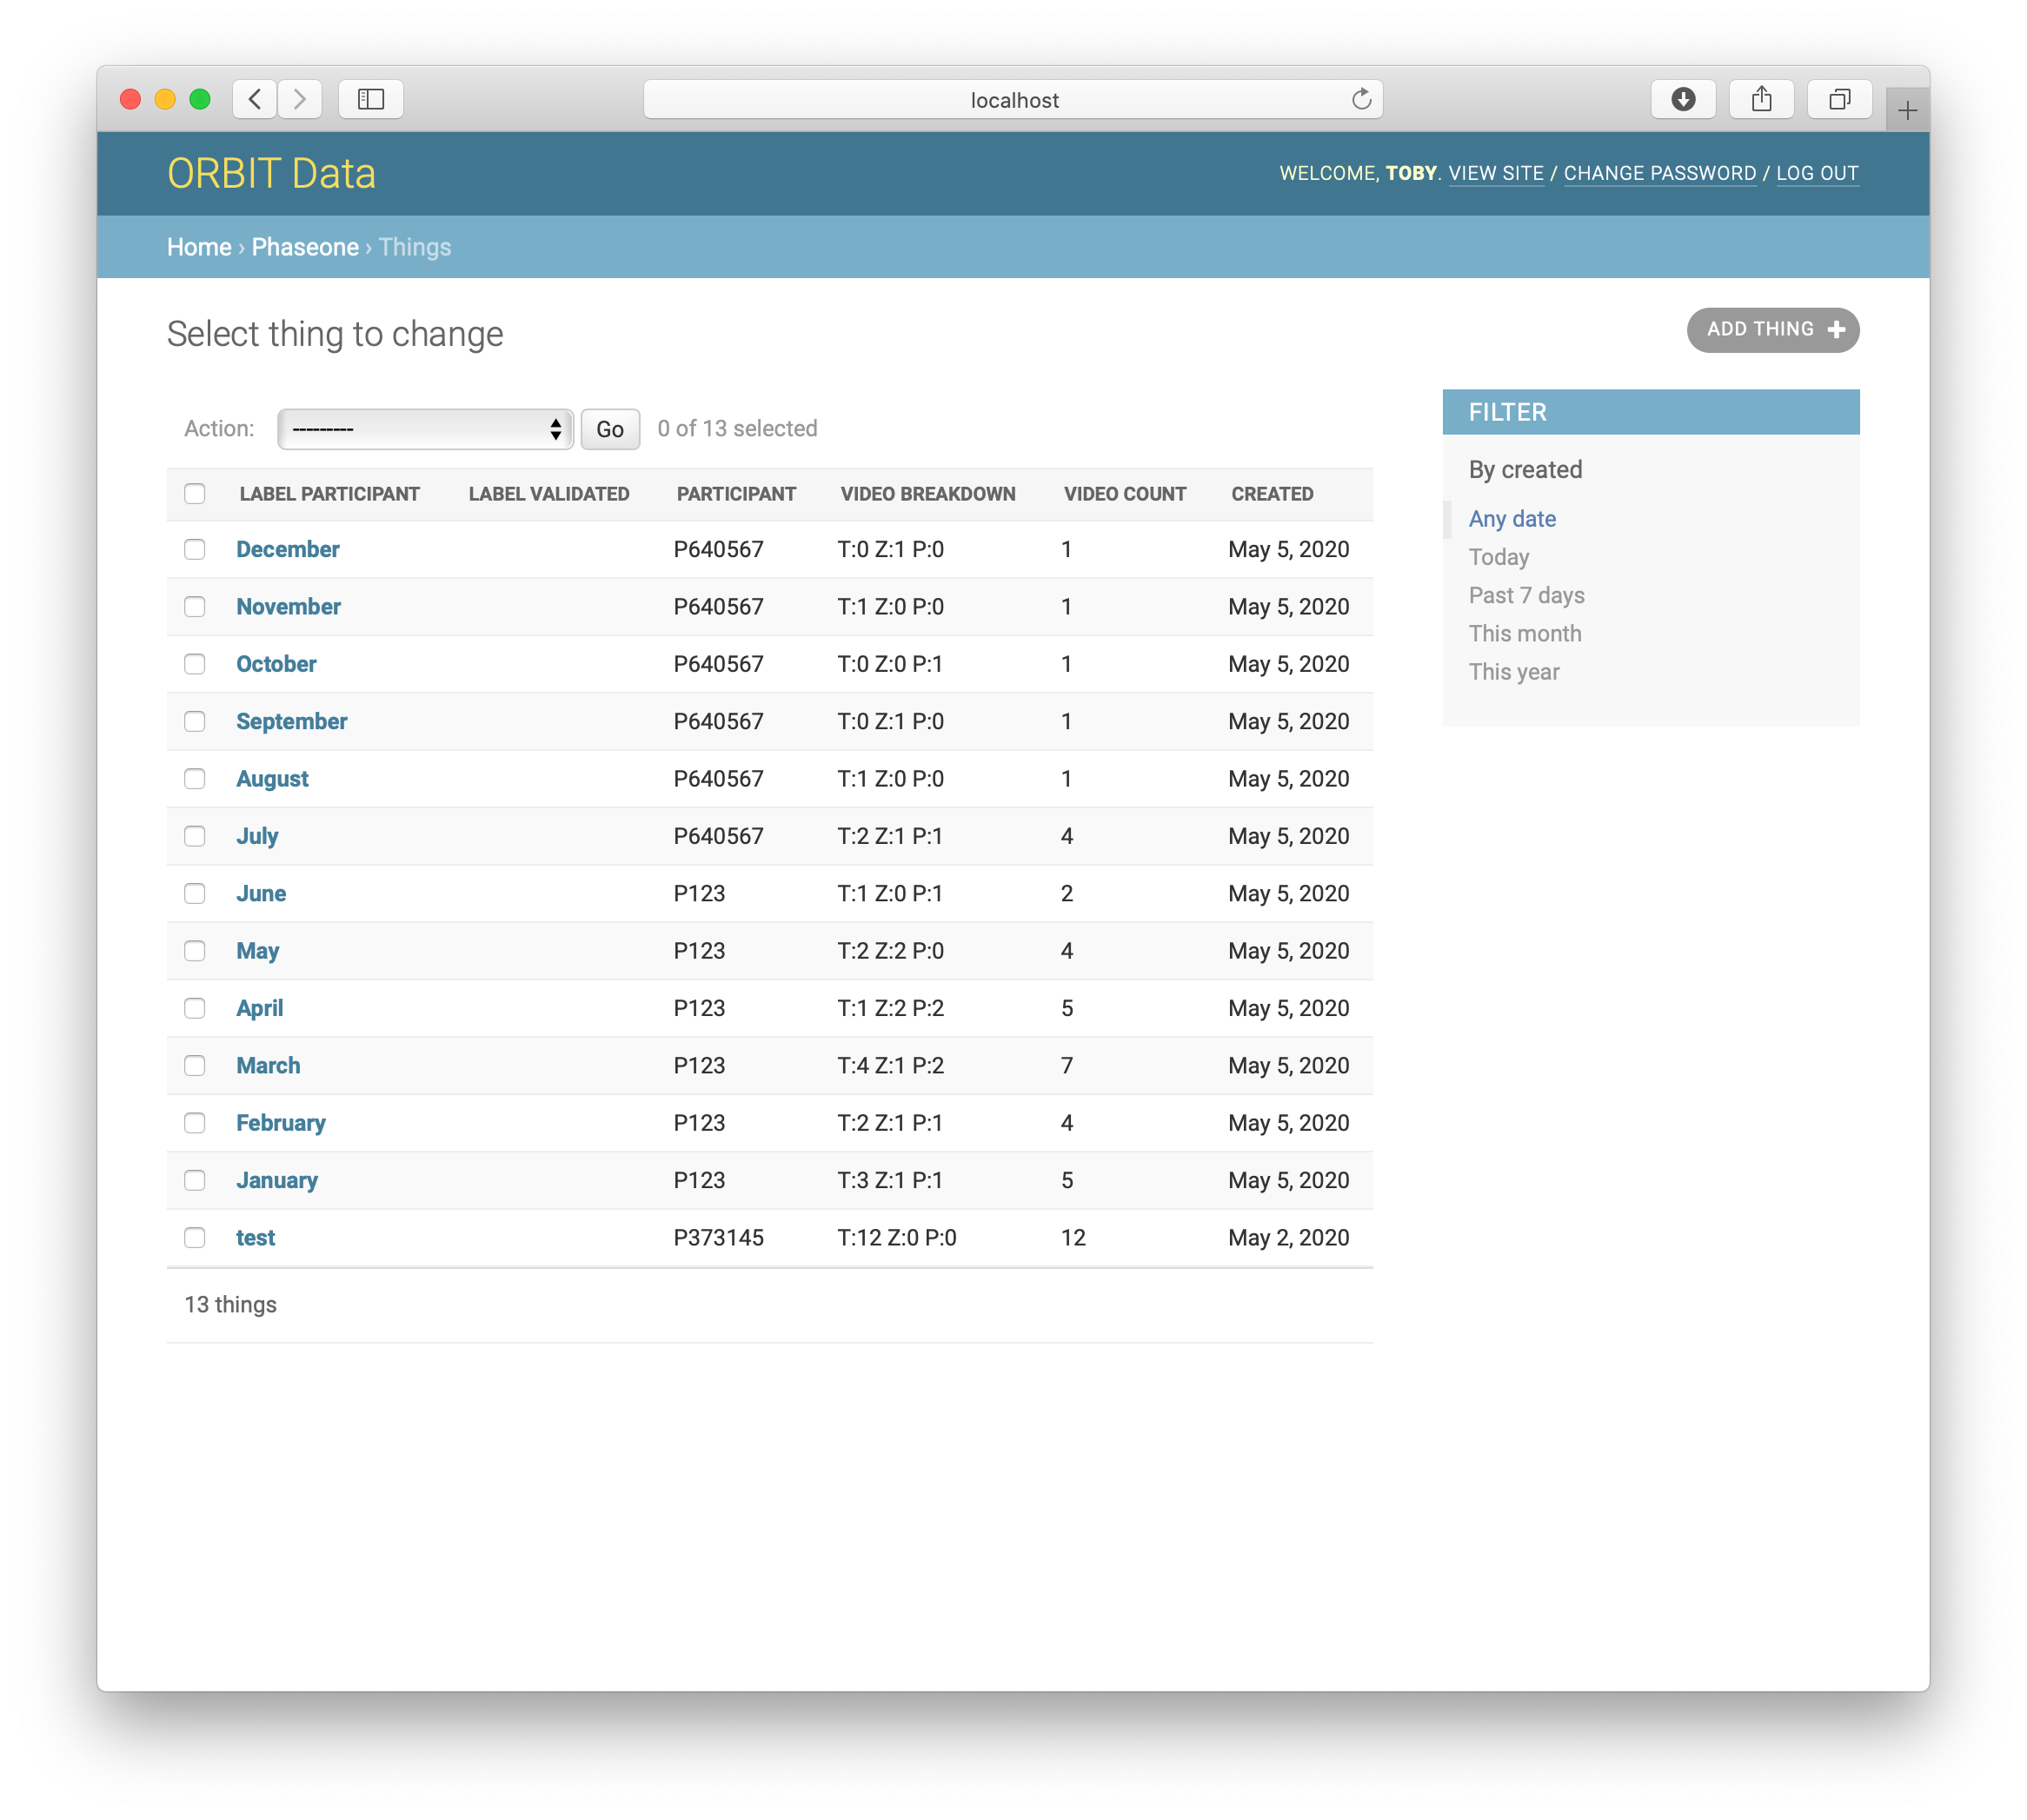 localhost
ORBIT Data
WELCOME, TOBY. VIEW SITE / CHANGE PASSWORD / LOG OUT
Home › Phaseone › Things
Select thing to change
ADD THING +
Action: --------- Go 0 of 13 selected
LABEL PARTICIPANT LABEL VALIDATED PARTICIPANT VIDEO BREAKDOWN VIDEO COUNT CREATED
December P640567 T:0 Z:1 P:0 1 May 5, 2020
November P640567 T:1 Z:0 P:0 1 May 5, 2020
October P640567 T:0 Z:0 P:1 1 May 5, 2020
September P640567 T:0 Z:1 P:0 1 May 5, 2020
August P640567 T:1 Z:0 P:0 1 May 5, 2020
July P640567 T:2 Z:1 P:1 4 May 5, 2020
June P123 T:1 Z:0 P:1 2 May 5, 2020
May P123 T:2 Z:2 P:0 4 May 5, 2020
April P123 T:1 Z:2 P:2 5 May 5, 2020
March P123 T:4 Z:1 P:2 7 May 5, 2020
February P123 T:2 Z:1 P:1 4 May 5, 2020
January P123 T:3 Z:1 P:1 5 May 5, 2020
test P373145 T:12 Z:0 P:0 12 May 2, 2020
13 things
FILTER
By created
Any date
Today
Past 7 days
This month
This year